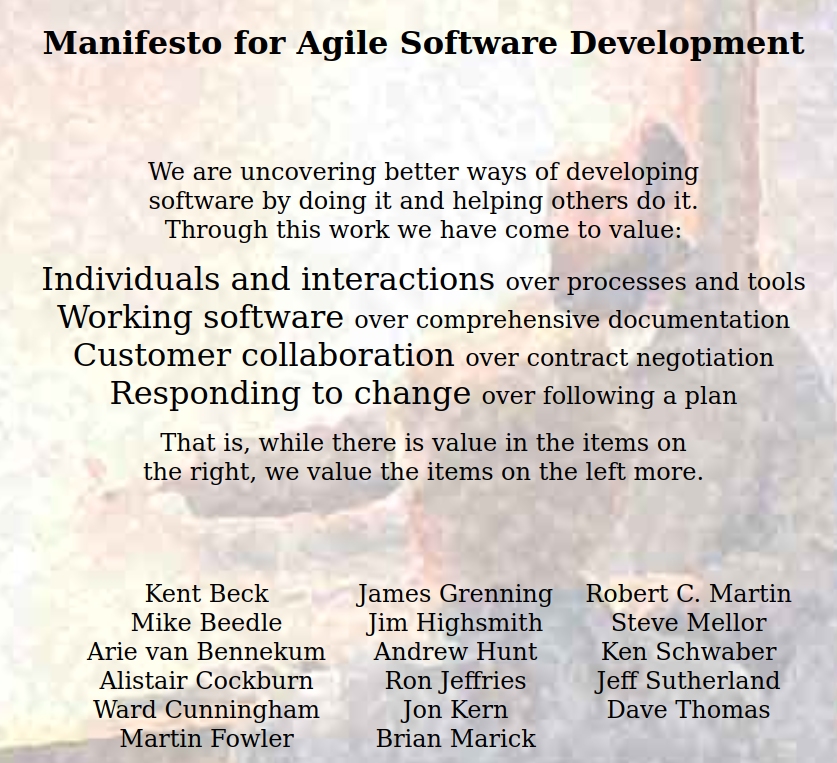 Manifesto for Agile Software Development
We are uncovering better ways of developing
software by doing it and helping others do it.
Through this work we have come to value:
Individuals and interactions over processes and tools
Working software over comprehensive documentation
Customer collaboration over contract negotiation
Responding to change over following a plan
That is, while there is value in the items on
the right, we value the items on the left more.
Kent Beck
Mike Beedle
Arie van Bennekum
Alistair Cockburn
Ward Cunningham
Martin Fowler
James Grenning
Jim Highsmith
Andrew Hunt
Ron Jeffries
Jon Kern
Brian Marick
Robert C. Martin
Steve Mellor
Ken Schwaber
Jeff Sutherland
Dave Thomas